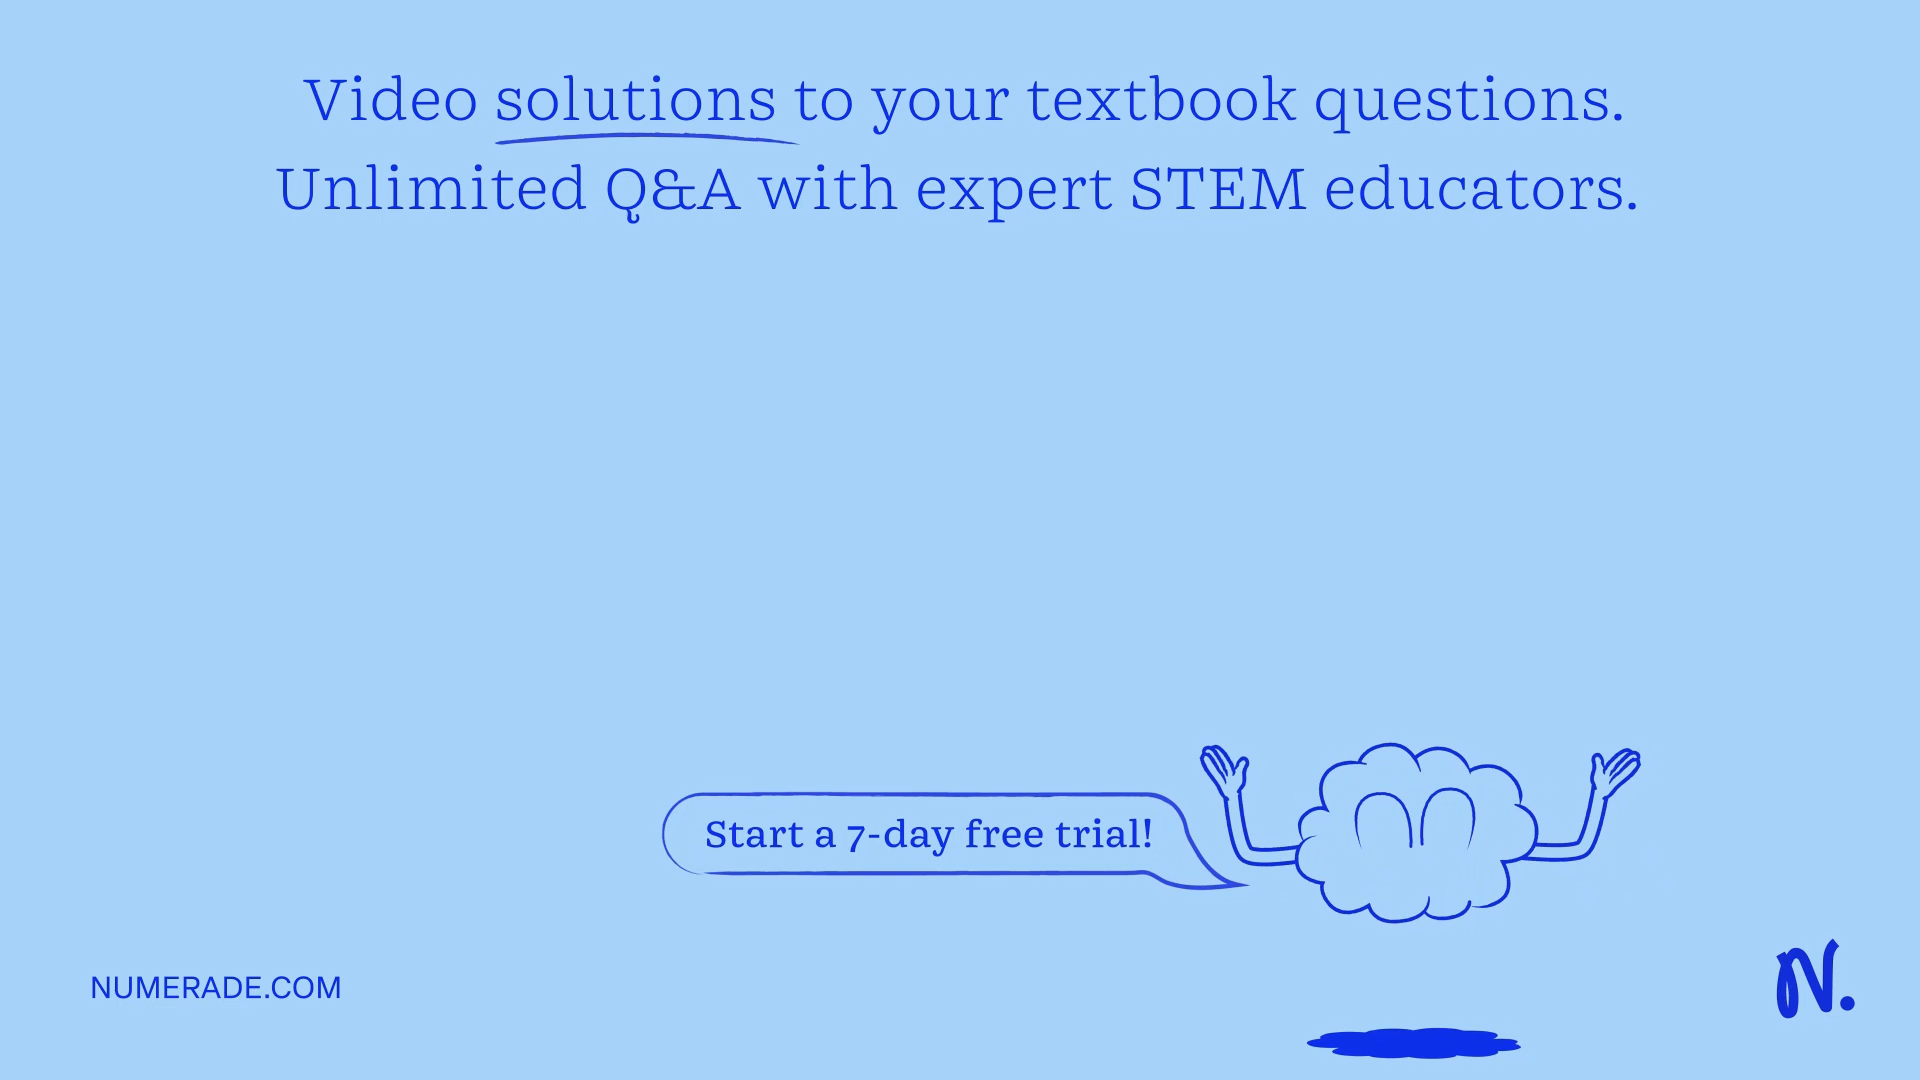 Video solutions to your textbook questions.
Unlimited Q&A with expert STEM educators.
Start a 7-day free trial!
NUMERADE.COM
N.